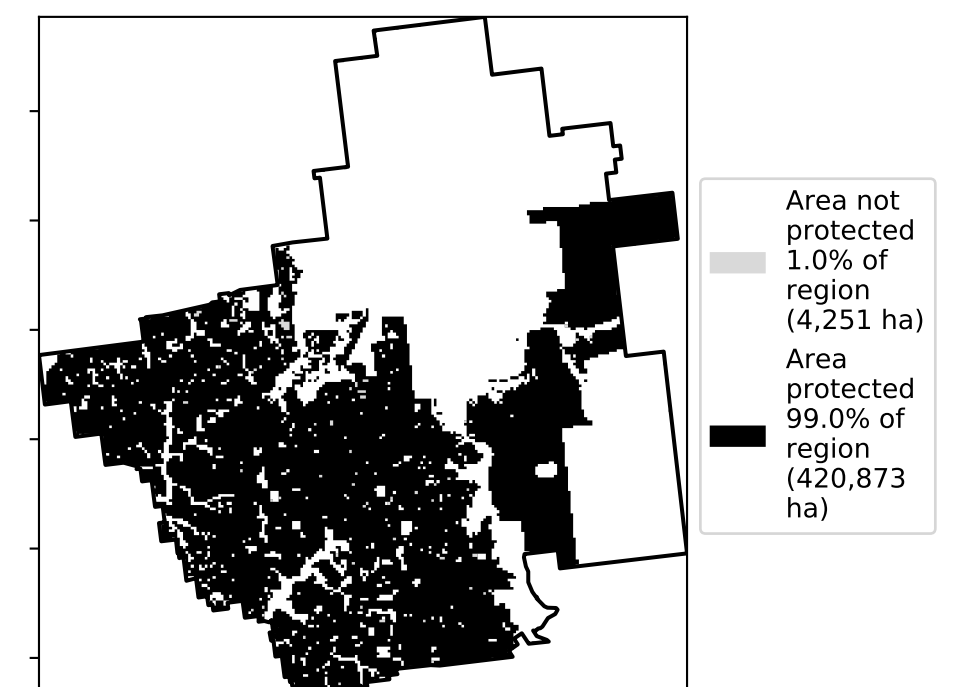 Area not
protected
1.0% of
region
(4,251 ha)
Area
protected
99.0% of
region
(420,873
ha)